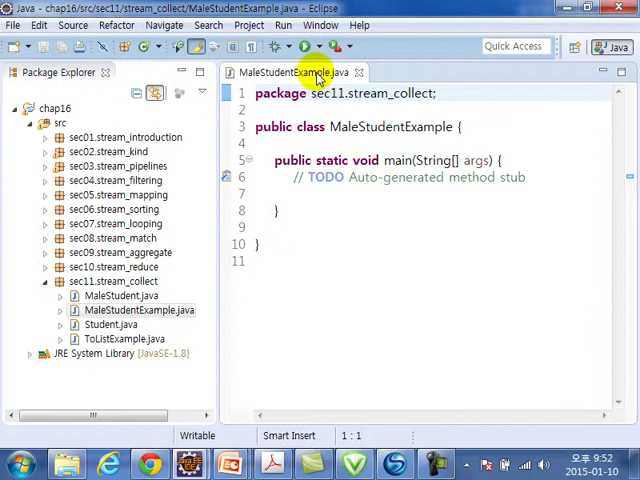 Java - chap16/src/sec11/stream_collect/MaleStudentExample.java - Eclipse
File Edit Source Refactor Navigate Search Project Run Window Help
Quick Access
Java
Package Explorer
MaleStudentExample.java
chap16
src
sec01.stream_introduction
sec02.stream_kind
sec03.stream_pipelines
sec04.stream_filtering
sec05.stream_mapping
sec06.stream_sorting
sec07.stream_looping
sec08.stream_match
sec09.stream_aggregate
sec10.stream_reduce
sec11.stream_collect
MaleStudent.java
MaleStudentExample.java
Student.java
ToListExample.java
JRE System Library [JavaSE-1.8]
1 package sec11.stream_collect;
2
3 public class MaleStudentExample {
4
5 public static void main(String[] args) {
6 // TODO Auto-generated method stub
7
8 }
9
10 }
11
Writable Smart Insert 1 : 1
오후 9:52
2015-01-10